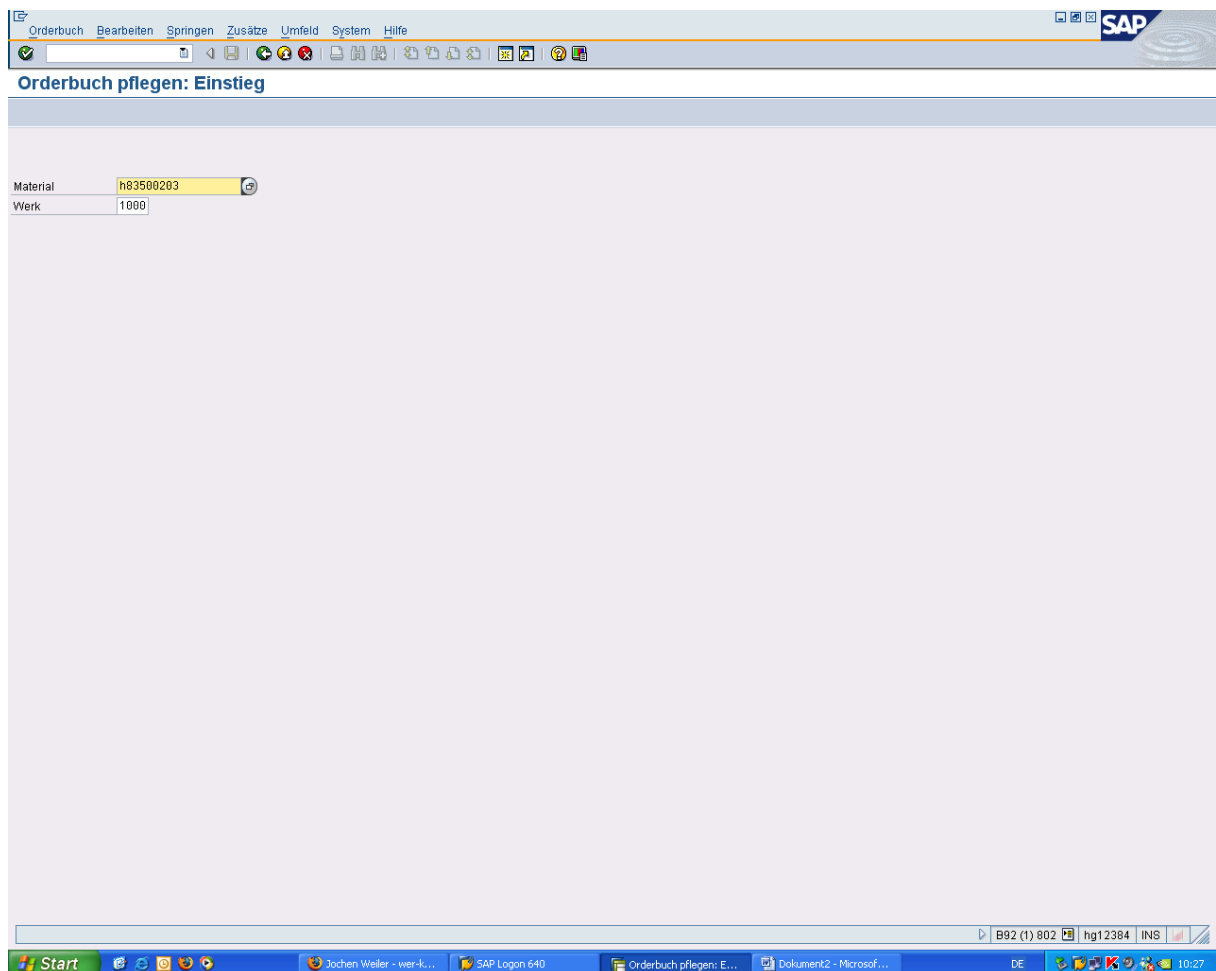 Orderbuch Bearbeiten Springen Zusätze Umfeld System Hilfe
SAP
Orderbuch pflegen: Einstieg
Material h83500203
Werk 1000
B92 (1) 802 hg12384 INS
Start Jochen Weiler - wer-k... SAP Logon 640 Orderbuch pflegen: E... Dokument2 - Microsof... DE 10:27